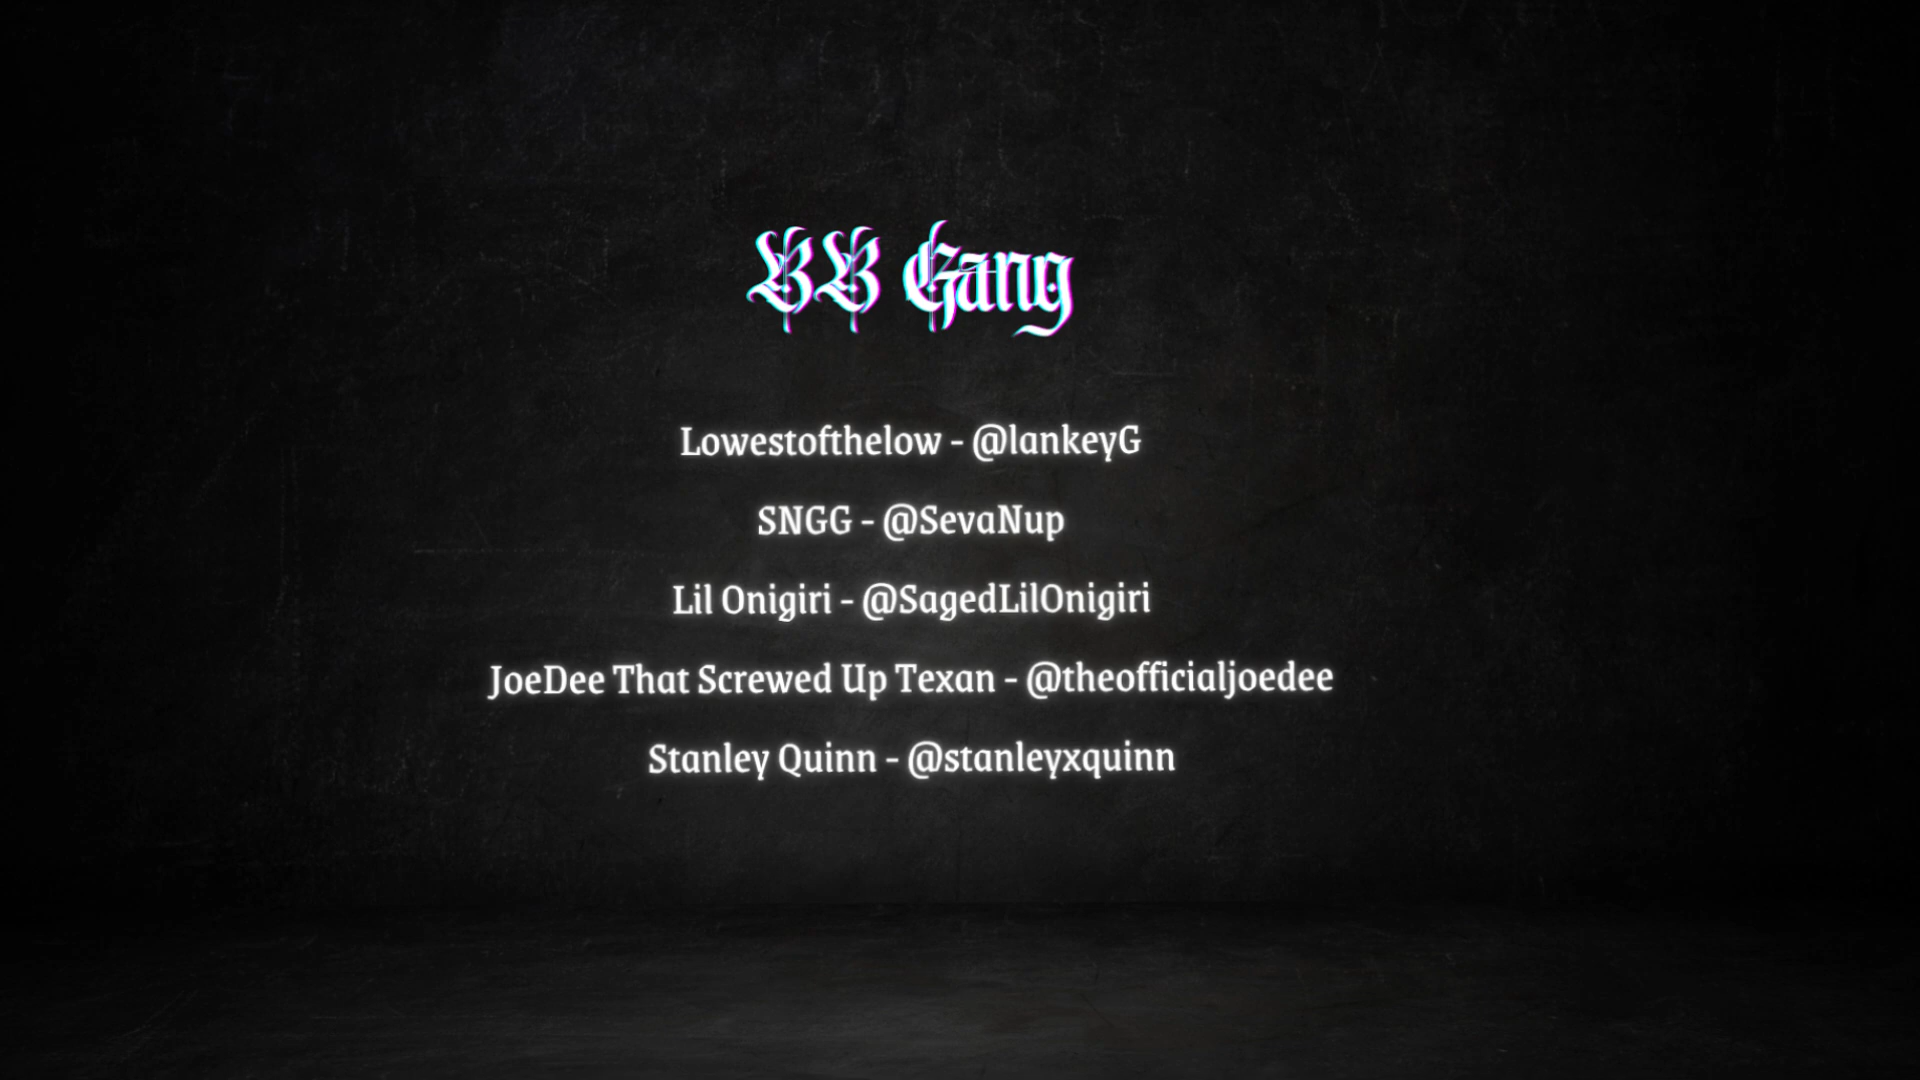 BB Gang
Lowestofthelow - @lankeyG
SNGG - @SevaNup
Lil Onigiri - @SagedLilOnigiri
JoeDee That Screwed Up Texan - @theofficialjoedee
Stanley Quinn - @stanleyxquinn